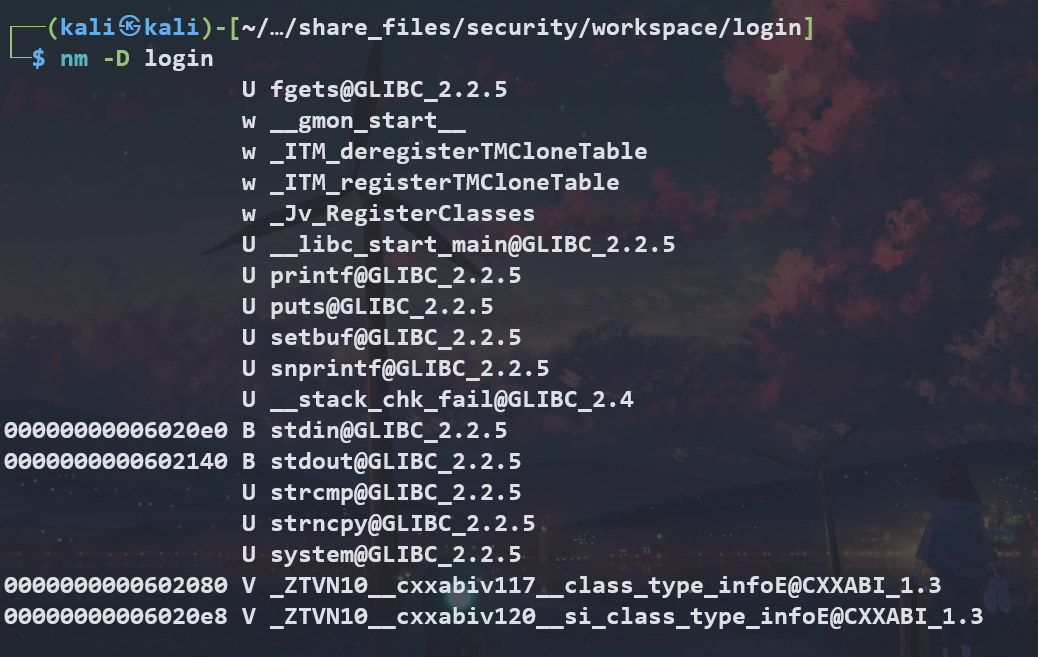 ┌──(kali㉿kali)-[~/…/share_files/security/workspace/login]
└─$ nm -D login
                 U fgets@GLIBC_2.2.5
                 w __gmon_start__
                 w _ITM_deregisterTMCloneTable
                 w _ITM_registerTMCloneTable
                 w _Jv_RegisterClasses
                 U __libc_start_main@GLIBC_2.2.5
                 U printf@GLIBC_2.2.5
                 U puts@GLIBC_2.2.5
                 U setbuf@GLIBC_2.2.5
                 U snprintf@GLIBC_2.2.5
                 U __stack_chk_fail@GLIBC_2.4
00000000006020e0 B stdin@GLIBC_2.2.5
0000000000602140 B stdout@GLIBC_2.2.5
                 U strcmp@GLIBC_2.2.5
                 U strncpy@GLIBC_2.2.5
                 U system@GLIBC_2.2.5
0000000000602080 V _ZTVN10__cxxabiv117__class_type_infoE@CXXABI_1.3
00000000006020e8 V _ZTVN10__cxxabiv120__si_class_type_infoE@CXXABI_1.3